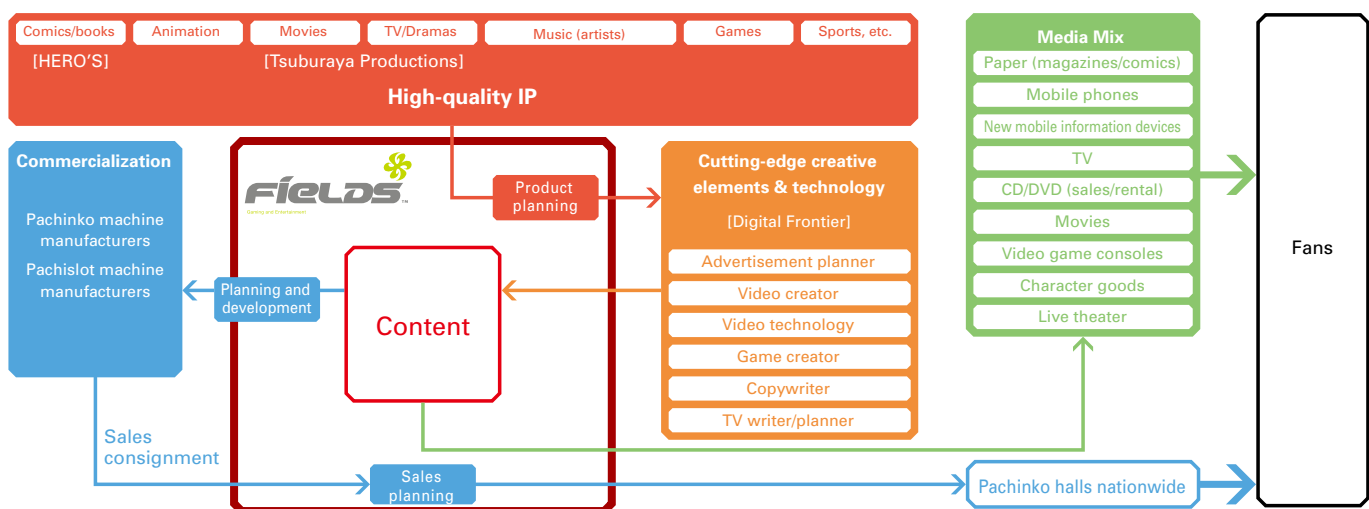 Comics/books
Animation
Movies
TV/Dramas
Music (artists)
Games
Sports, etc.
[HERO'S]
[Tsuburaya Productions]
High-quality IP
Commercialization
Pachinko machine
manufacturers
Pachislot machine
manufacturers
FIELDS™
Gaming and Entertainment
Product
planning
Planning and
development
Content
Cutting-edge creative
elements & technology
[Digital Frontier]
Advertisement planner
Video creator
Video technology
Game creator
Copywriter
TV writer/planner
Sales
consignment
Sales
planning
Pachinko halls nationwide
Media Mix
Paper (magazines/comics)
Mobile phones
New mobile information devices
TV
CD/DVD (sales/rental)
Movies
Video game consoles
Character goods
Live theater
Fans